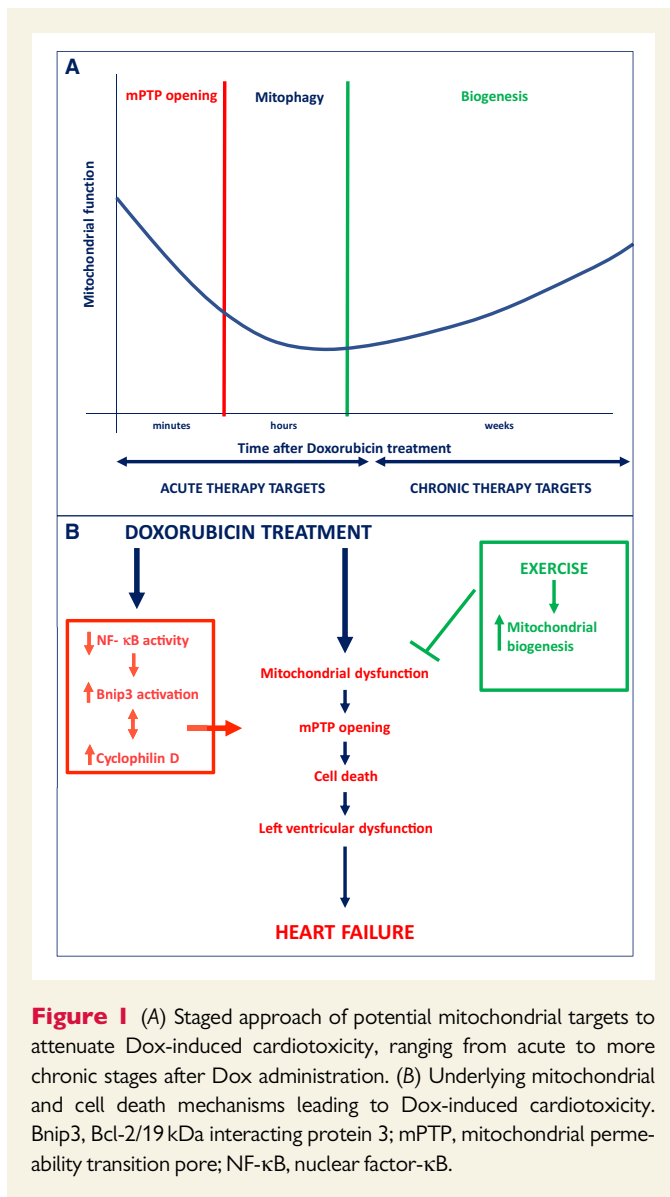 A
mPTP opening
Mitophagy
Biogenesis
Mitochondrial function
minutes
hours
weeks
Time after Doxorubicin treatment
ACUTE THERAPY TARGETS
CHRONIC THERAPY TARGETS
B
DOXORUBICIN TREATMENT
NF- κB activity
Bnip3 activation
Cyclophilin D
Mitochondrial dysfunction
mPTP opening
Cell death
Left ventricular dysfunction
HEART FAILURE
EXERCISE
Mitochondrial
biogenesis
Figure 1 (A) Staged approach of potential mitochondrial targets to
attenuate Dox-induced cardiotoxicity, ranging from acute to more
chronic stages after Dox administration. (B) Underlying mitochondrial
and cell death mechanisms leading to Dox-induced cardiotoxicity.
Bnip3, Bcl-2/19 kDa interacting protein 3; mPTP, mitochondrial perme-
ability transition pore; NF-κB, nuclear factor-κB.